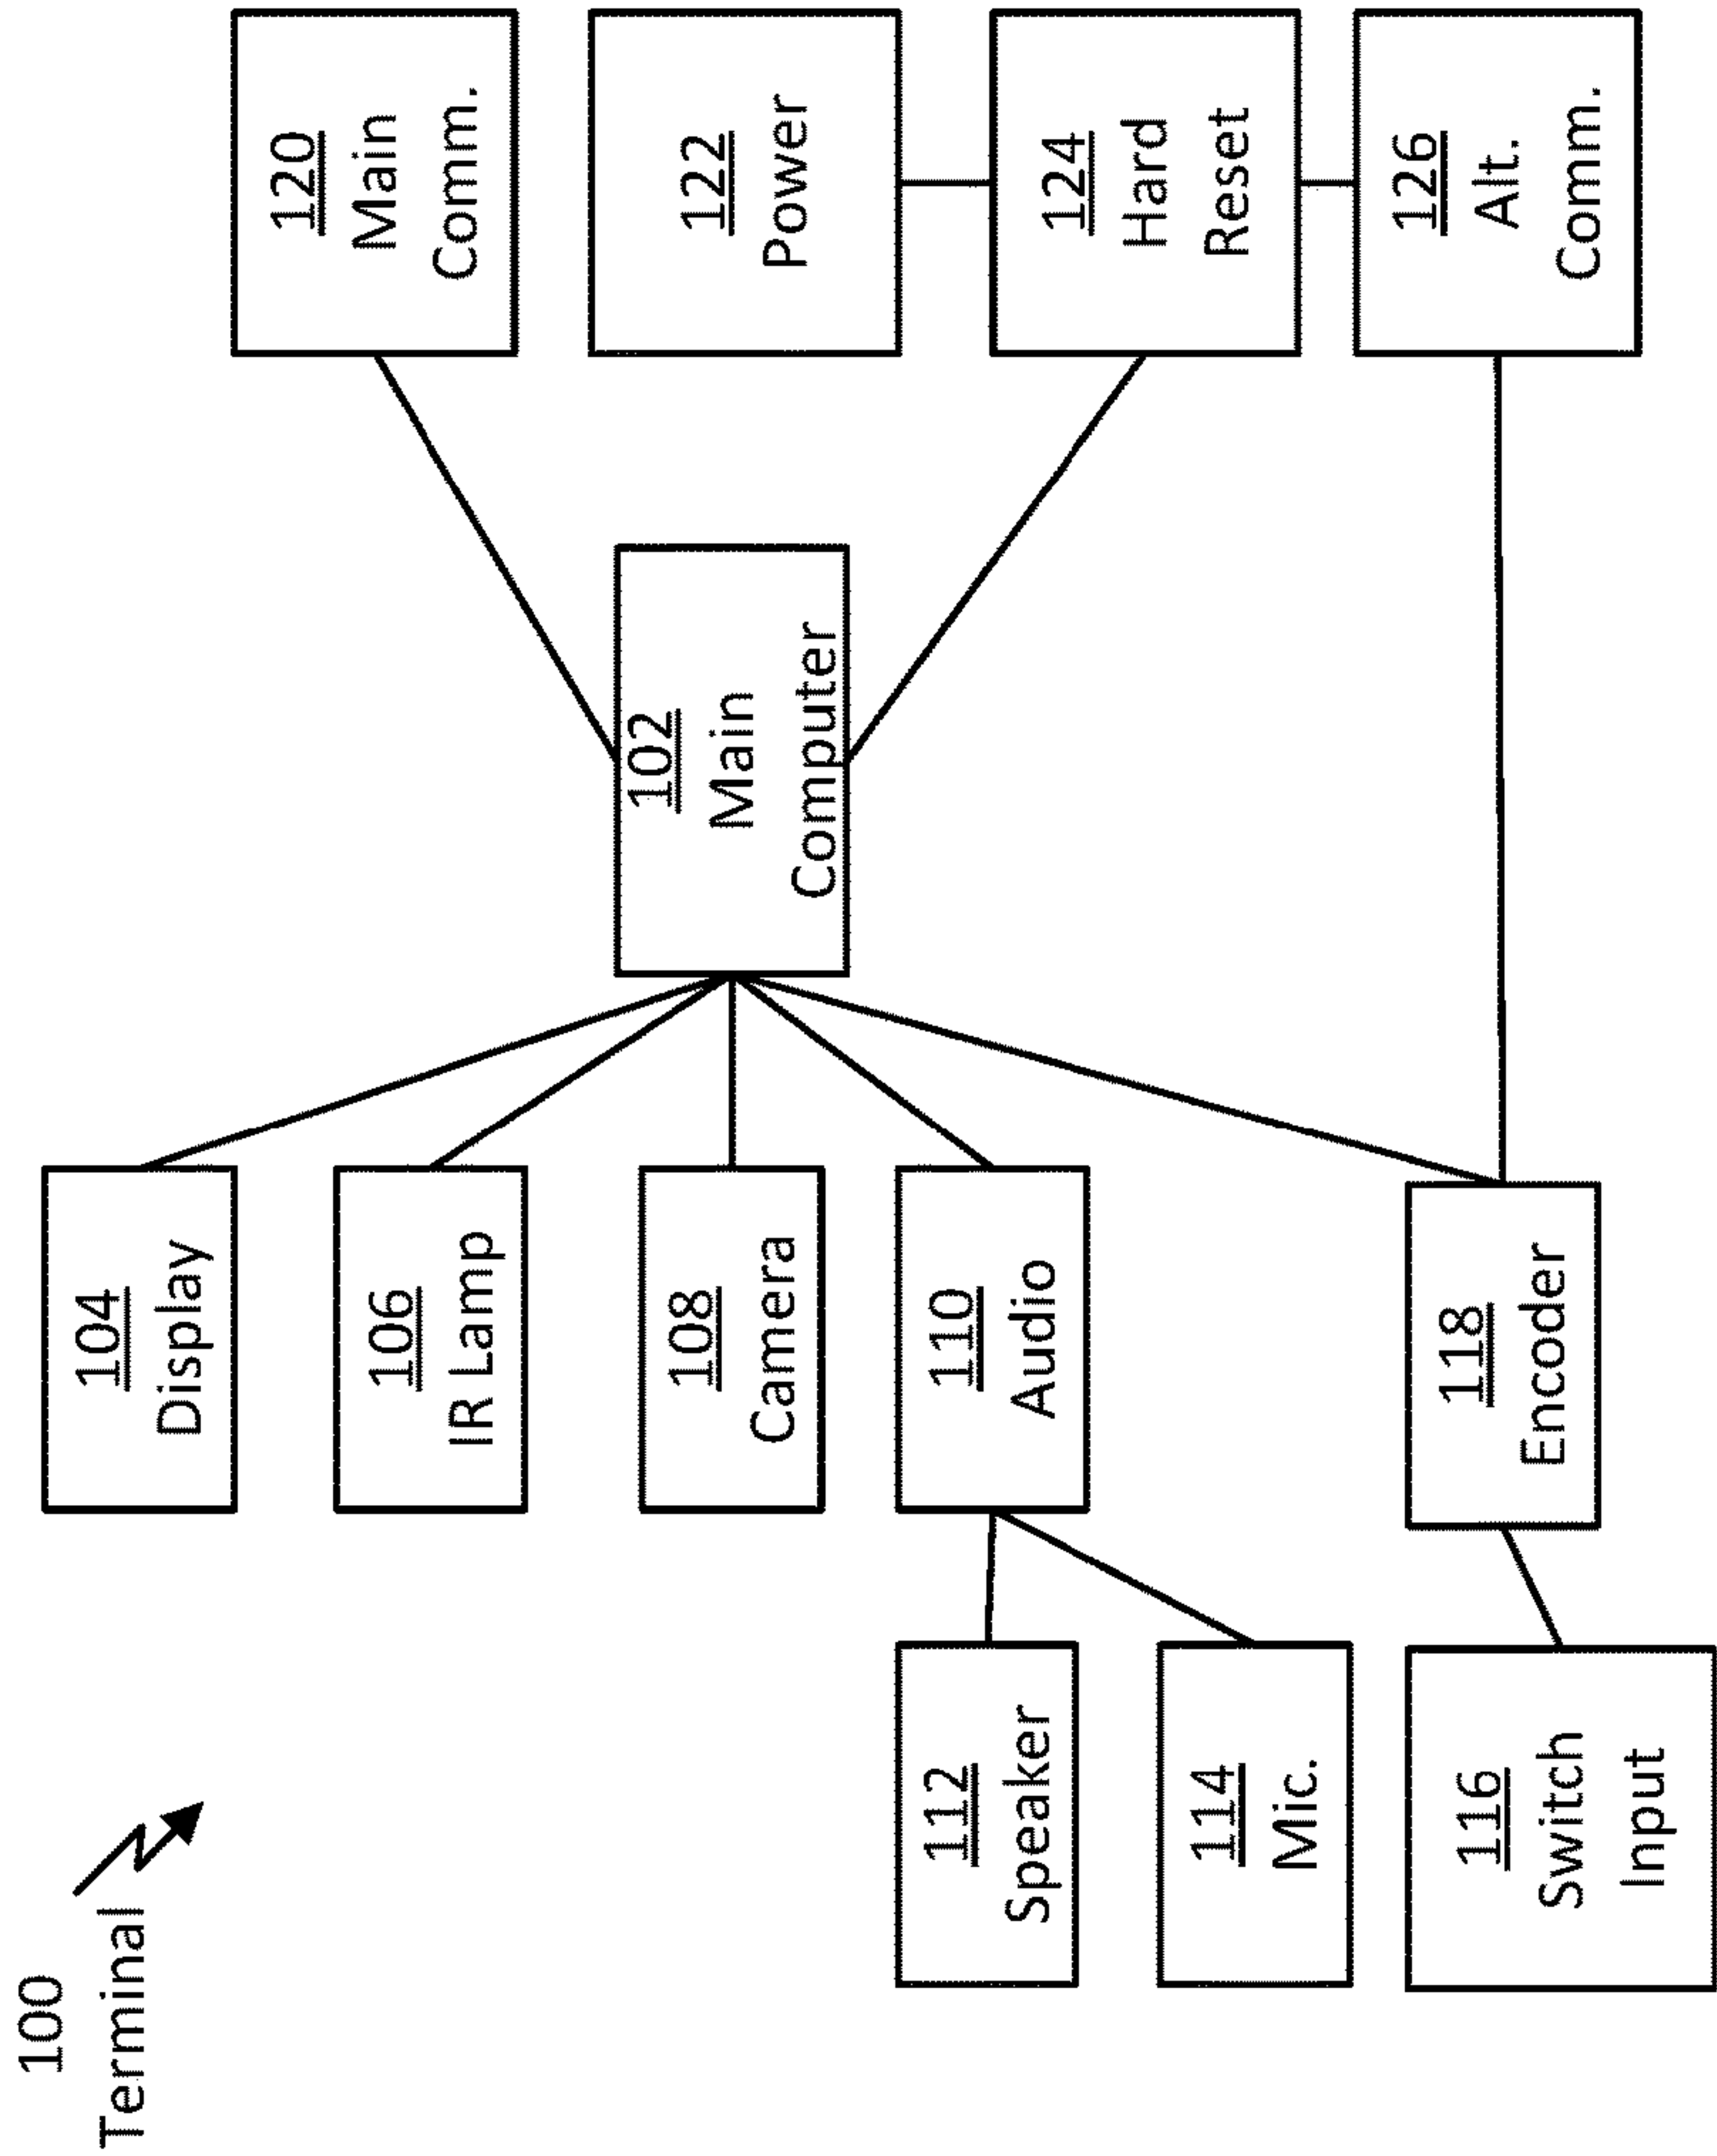 100
Terminal
104
Display
106
IR Lamp
108
Camera
110
Audio
112
Speaker
114
Mic.
116
Switch
Input
118
Encoder
102
Main
Computer
120
Main
Comm.
122
Power
124
Hard
Reset
126
Alt.
Comm.